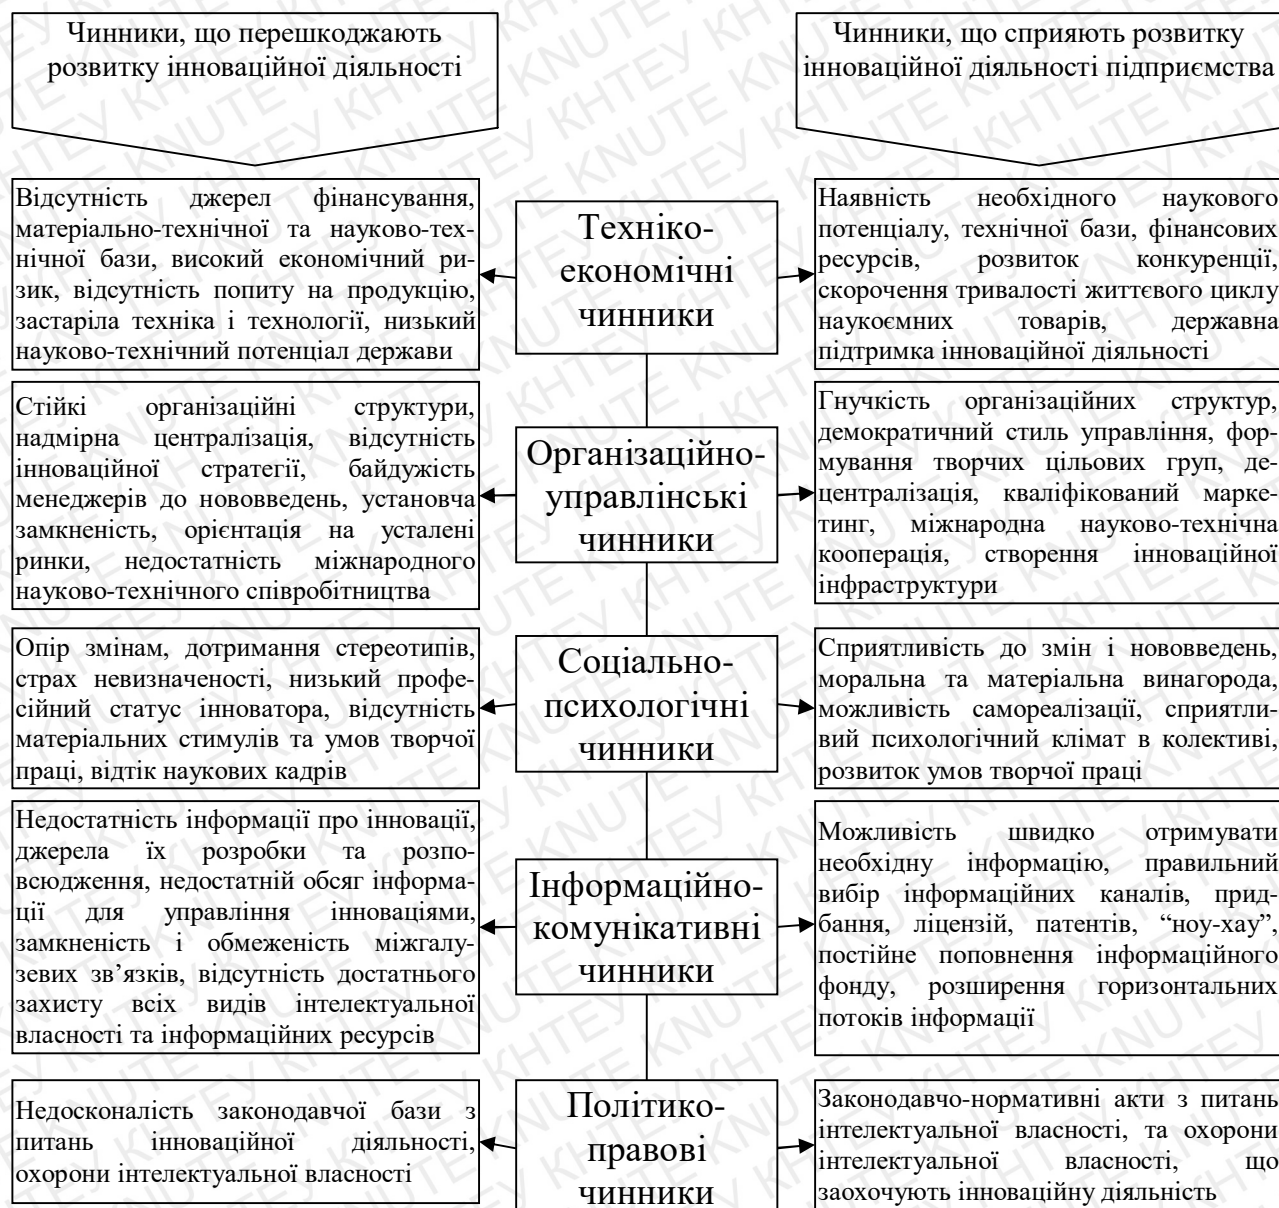 Чинники, що перешкоджають
розвитку інноваційної діяльності
Чинники, що сприяють розвитку
інноваційної діяльності підприємства
Відсутність джерел фінансування,
матеріально-технічної та науково-тех-
нічної бази, високий економічний ри-
зик, відсутність попиту на продукцію,
застаріла техніка і технології, низький
науково-технічний потенціал держави
Техніко-
економічні
чинники
Наявність необхідного наукового
потенціалу, технічної бази, фінансових
ресурсів, розвиток конкуренції,
скорочення тривалості життєвого циклу
наукоємних товарів, державна
підтримка інноваційної діяльності
Стійкі організаційні структури,
надмірна централізація, відсутність
інноваційної стратегії, байдужість
менеджерів до нововведень, установча
замкненість, орієнтація на усталені
ринки, недостатність міжнародного
науково-технічного співробітництва
Організаційно-
управлінські
чинники
Гнучкість організаційних структур,
демократичний стиль управління, фор-
мування творчих цільових груп, де-
централізація, кваліфікований марке-
тинг, міжнародна науково-технічна
кооперація, створення інноваційної
інфраструктури
Опір змінам, дотримання стереотипів,
страх невизначеності, низький профе-
сійний статус інноватора, відсутність
матеріальних стимулів та умов творчої
праці, відтік наукових кадрів
Соціально-
психологічні
чинники
Сприятливість до змін і нововведень,
моральна та матеріальна винагорода,
можливість самореалізації, сприятли-
вий психологічний клімат в колективі,
розвиток умов творчої праці
Недостатність інформації про інновації,
джерела їх розробки та розпо-
всюдження, недостатній обсяг інформа-
ції для управління інноваціями,
замкненість і обмеженість міжгалу-
зевих зв’язків, відсутність достатнього
захисту всіх видів інтелектуальної
власності та інформаційних ресурсів
Інформаційно-
комунікативні
чинники
Можливість швидко отримувати
необхідну інформацію, правильний
вибір інформаційних каналів, прид-
бання, ліцензій, патентів, “ноу-хау”,
постійне поповнення інформаційного
фонду, розширення горизонтальних
потоків інформації
Недосконалість законодавчої бази з
питань інноваційної діяльності,
охорони інтелектуальної власності
Політико-
правові
чинники
Законодавчо-нормативні акти з питань
інтелектуальної власності, та охорони
інтелектуальної власності, що
заохочують інноваційну діяльність